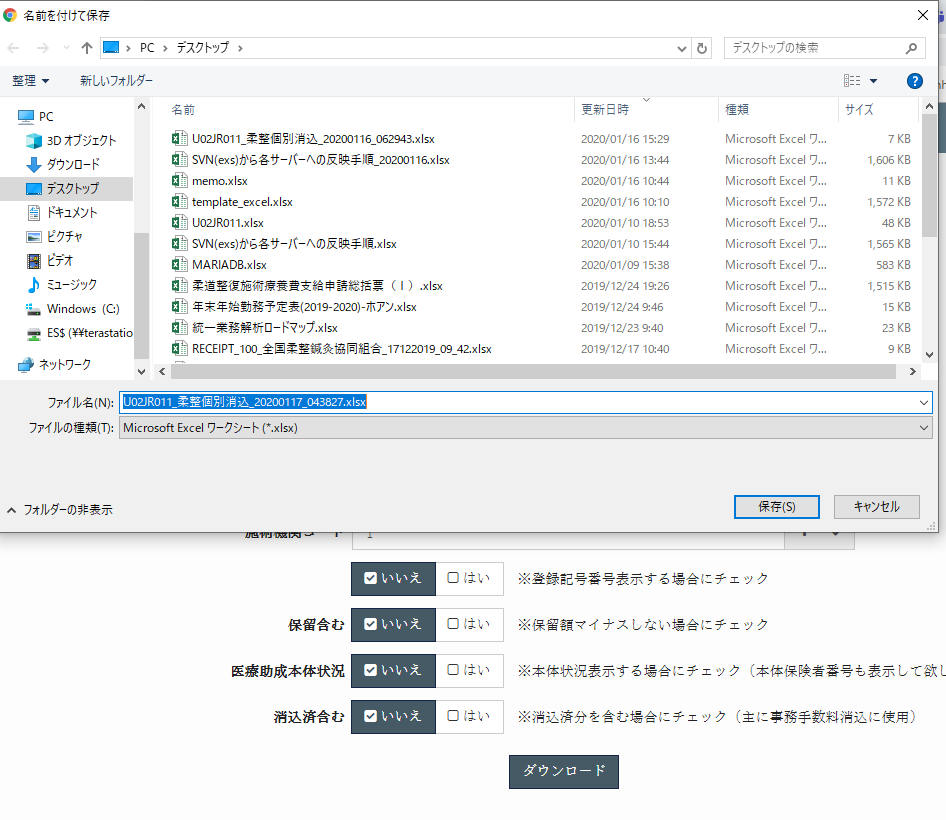 名前を付けて保存
PC › デスクトップ ›
デスクトップの検索
整理 新しいフォルダー
名前 更新日時 種類 サイズ
PC
3D オブジェクト
ダウンロード
デスクトップ
ドキュメント
ピクチャ
ビデオ
ミュージック
Windows (C:)
ES$ (¥¥terastatio
ネットワーク
U02JR011_柔整個別消込_20200116_062943.xlsx 2020/01/16 15:29 Microsoft Excel ワ... 7 KB
SVN(exs)から各サーバーへの反映手順_20200116.xlsx 2020/01/16 13:44 Microsoft Excel ワ... 1,606 KB
memo.xlsx 2020/01/16 10:44 Microsoft Excel ワ... 11 KB
template_excel.xlsx 2020/01/16 10:10 Microsoft Excel ワ... 1,572 KB
U02JR011.xlsx 2020/01/10 18:53 Microsoft Excel ワ... 48 KB
SVN(exs)から各サーバーへの反映手順.xlsx 2020/01/10 15:44 Microsoft Excel ワ... 1,565 KB
MARIADB.xlsx 2020/01/09 15:38 Microsoft Excel ワ... 583 KB
柔道整復施術療養費支給申請総括票（Ⅰ）.xlsx 2019/12/24 19:26 Microsoft Excel ワ... 1,515 KB
年末年始勤務予定表(2019-2020)-ホアン.xlsx 2019/12/24 9:46 Microsoft Excel ワ... 15 KB
統一業務解析ロードマップ.xlsx 2019/12/23 9:40 Microsoft Excel ワ... 23 KB
RECEIPT_100_全国柔整鍼灸協同組合_17122019_09_42.xlsx 2019/12/17 10:40 Microsoft Excel ワ... 9 KB
ファイル名(N): U02JR011_柔整個別消込_20200117_043827.xlsx
ファイルの種類(T): Microsoft Excel ワークシート (*.xlsx)
フォルダーの非表示 保存(S) キャンセル
施術機関コード 1
いいえ はい ※登録記号番号表示する場合にチェック
保留含む いいえ はい ※保留額マイナスしない場合にチェック
医療助成本体状況 いいえ はい ※本体状況表示する場合にチェック（本体保険者番号も表示して欲し
消込済含む いいえ はい ※消込済分を含む場合にチェック（主に事務手数料消込に使用）
ダウンロード